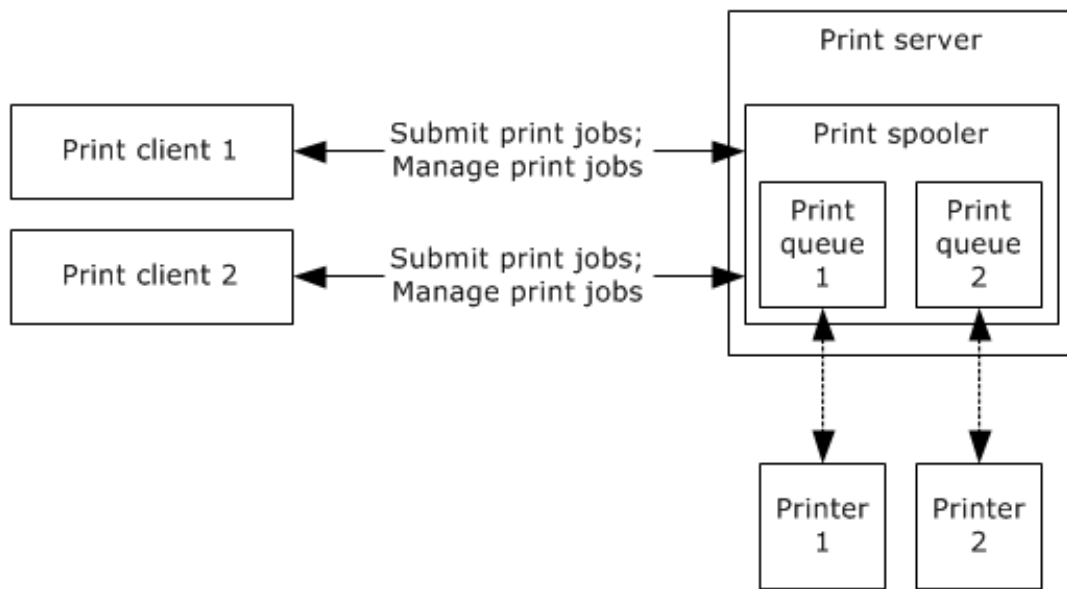 Print server
Print client 1
Submit print jobs;
Manage print jobs
Print spooler
Print
queue
1
Print
queue
2
Print client 2
Submit print jobs;
Manage print jobs
Printer
1
Printer
2